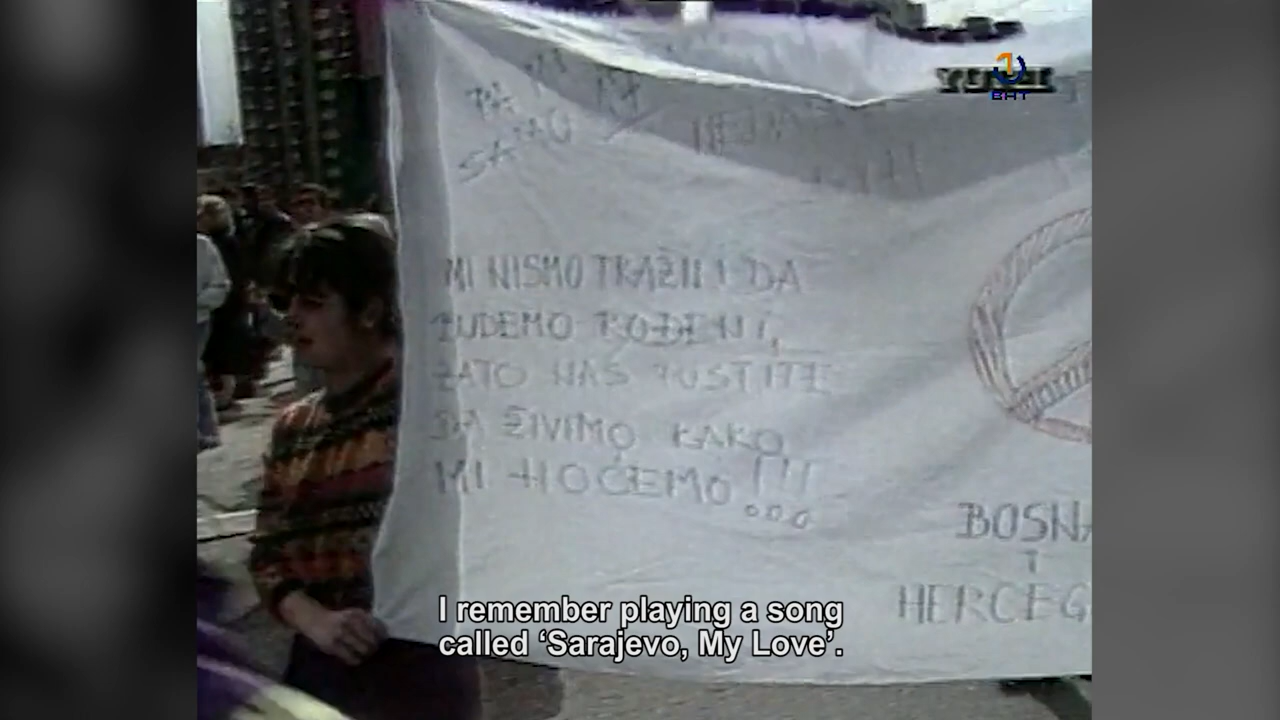 YUTEL
BHT
MI NISMO TRAŽILI DA
BUDEMO ROĐENI,
ZATO NAS PUSTITE
DA ŽIVIMO KAKO
MI HOĆEMO!!!
BOSNA
I
HERCEG
I remember playing a song
called ‘Sarajevo, My Love’.